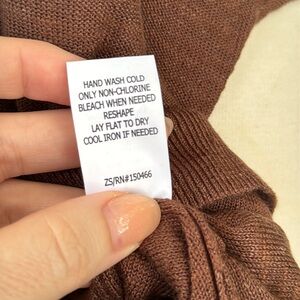 HAND WASH COLD
ONLY NON-CHLORINE
BLEACH WHEN NEEDED
RESHAPE
LAY FLAT TO DRY
COOL IRON IF NEEDED
ZS/RN#150466